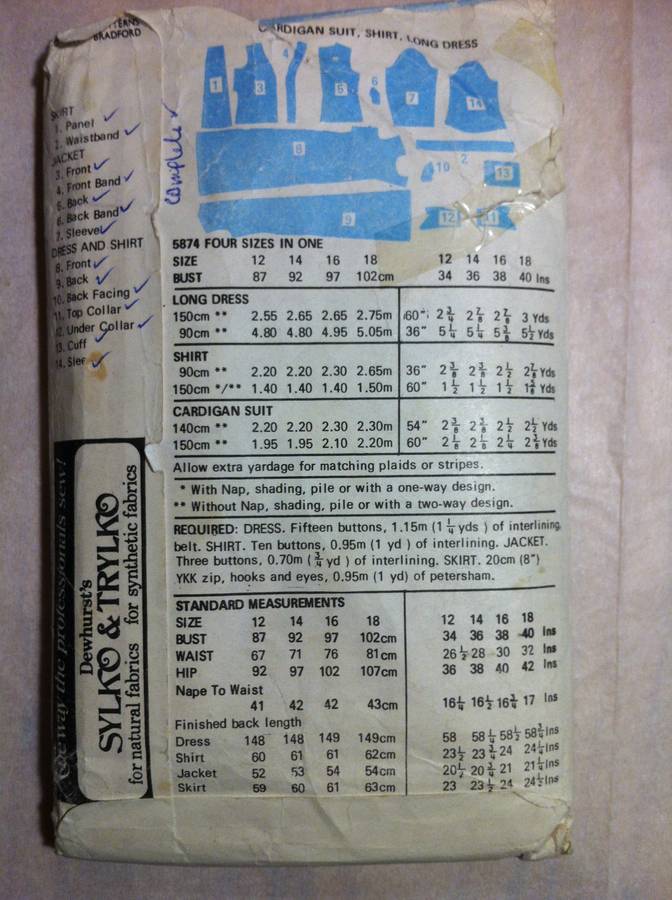 BRADFORD
CARDIGAN SUIT, SHIRT, LONG DRESS
SKIRT ✓
1. Panel ✓
2. Waistband ✓
JACKET
3. Front ✓
4. Front Band ✓
5. Back ✓
6. Back Band ✓
7. Sleeve ✓
DRESS AND SHIRT
8. Front ✓
9. Back ✓
10. Back Facing ✓
11. Top Collar ✓
12. Under Collar ✓
13. Cuff ✓
14. Slee ✓
complete ✓
1 3 4 5 6 7 14
8 2 10 13
9 12 11
5874 FOUR SIZES IN ONE
SIZE 12 14 16 18 12 14 16 18
BUST 87 92 97 102cm 34 36 38 40 Ins
LONG DRESS
150cm ** 2.55 2.65 2.65 2.75m 60" 2¾ 2⅞ 2⅞ 3 Yds
90cm ** 4.80 4.80 4.95 5.05m 36" 5¼ 5¼ 5⅜ 5½ Yds
SHIRT
90cm ** 2.20 2.20 2.30 2.65m 36" 2⅜ 2⅜ 2½ 2⅞ Yds
150cm */** 1.40 1.40 1.40 1.50m 60" 1½ 1½ 1½ 1⅝ Yds
CARDIGAN SUIT
140cm ** 2.20 2.20 2.30 2.30m 54" 2⅜ 2⅜ 2½ 2½ Yds
150cm ** 1.95 1.95 2.10 2.20m 60" 2⅛ 2⅛ 2¼ 2⅜ Yds
Allow extra yardage for matching plaids or stripes.
* With Nap, shading, pile or with a one-way design.
** Without Nap, shading, pile or with a two-way design.
REQUIRED: DRESS. Fifteen buttons, 1.15m (1 ¼ yds ) of interlining,
belt. SHIRT. Ten buttons, 0.95m (1 yd ) of interlining. JACKET.
Three buttons, 0.70m (¾ yd ) of interlining. SKIRT. 20cm (8")
YKK zip, hooks and eyes, 0.95m (1 yd) of petersham.
STANDARD MEASUREMENTS
SIZE 12 14 16 18 12 14 16 18
BUST 87 92 97 102cm 34 36 38 40 Ins
WAIST 67 71 76 81cm 26½ 28 30 32 Ins
HIP 92 97 102 107cm 36 38 40 42 Ins
Nape To Waist
41 42 42 43cm 16¼ 16½ 16¾ 17 Ins
Finished back length
Dress 148 148 149 149cm 58 58¼ 58½ 58¾ Ins
Shirt 60 61 61 62cm 23½ 23¾ 24 24¼ Ins
Jacket 52 53 54 54cm 20½ 20¾ 21 21¼ Ins
Skirt 59 60 61 63cm 23 23½ 24 24½ Ins
the way the professionals sew!
Dewhurst's
SYLKO & TRYLKO
for natural fabrics for synthetic fabrics